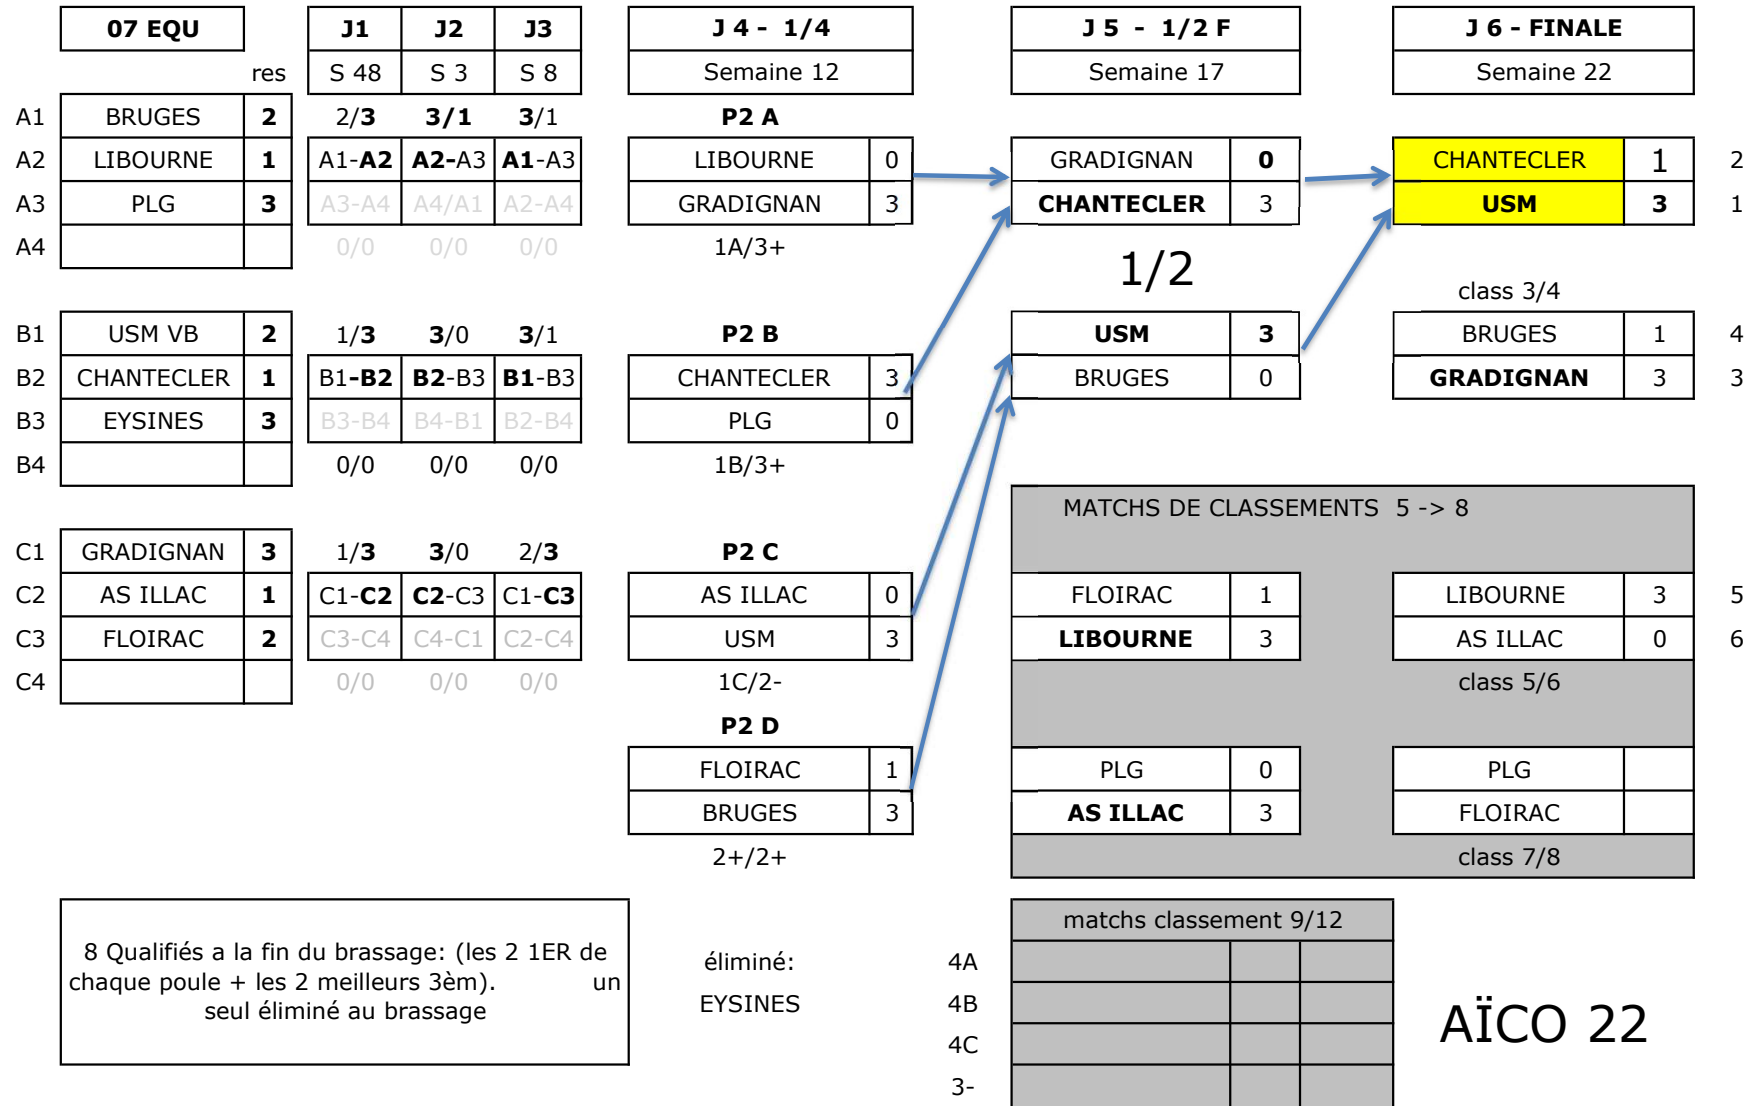 07 EQU J1 J2 J3 J 4 - 1/4 J 5 - 1/2 F J 6 - FINALE
res S 48 S 3 S 8 Semaine 12 Semaine 17 Semaine 22
A1 BRUGES 2 2/3 3/1 3/1 P2 A
A2 LIBOURNE 1 A1-A2 A2-A3 A1-A3 LIBOURNE 0 GRADIGNAN 0 CHANTECLER 1 2
A3 PLG 3 A3-A4 A4/A1 A2-A4 GRADIGNAN 3 CHANTECLER 3 USM 3 1
A4 0/0 0/0 0/0 1A/3+
1/2
class 3/4
B1 USM VB 2 1/3 3/0 3/1 P2 B USM 3 BRUGES 1 4
B2 CHANTECLER 1 B1-B2 B2-B3 B1-B3 CHANTECLER 3 BRUGES 0 GRADIGNAN 3 3
B3 EYSINES 3 B3-B4 B4-B1 B2-B4 PLG 0
B4 0/0 0/0 0/0 1B/3+
MATCHS DE CLASSEMENTS 5 -> 8
C1 GRADIGNAN 3 1/3 3/0 2/3 P2 C
C2 AS ILLAC 1 C1-C2 C2-C3 C1-C3 AS ILLAC 0 FLOIRAC 1 LIBOURNE 3 5
C3 FLOIRAC 2 C3-C4 C4-C1 C2-C4 USM 3 LIBOURNE 3 AS ILLAC 0 6
C4 0/0 0/0 0/0 1C/2- class 5/6
P2 D
FLOIRAC 1 PLG 0 PLG
BRUGES 3 AS ILLAC 3 FLOIRAC
2+/2+ class 7/8
matchs classement 9/12
8 Qualifiés a la fin du brassage: (les 2 1ER de
chaque poule + les 2 meilleurs 3èm). un
seul éliminé au brassage
éliminé: 4A
EYSINES 4B
4C
3-
AÏCO 22